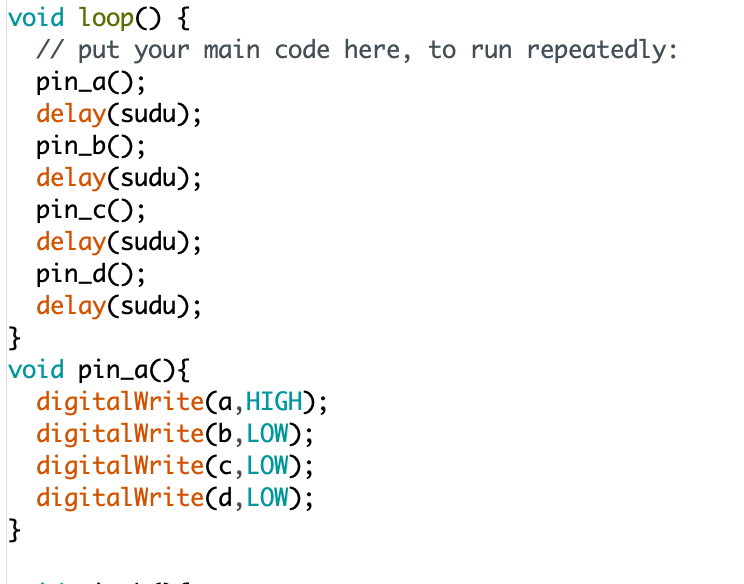 void loop() {
  // put your main code here, to run repeatedly:
  pin_a();
  delay(sudu);
  pin_b();
  delay(sudu);
  pin_c();
  delay(sudu);
  pin_d();
  delay(sudu);
}
void pin_a(){
  digitalWrite(a,HIGH);
  digitalWrite(b,LOW);
  digitalWrite(c,LOW);
  digitalWrite(d,LOW);
}